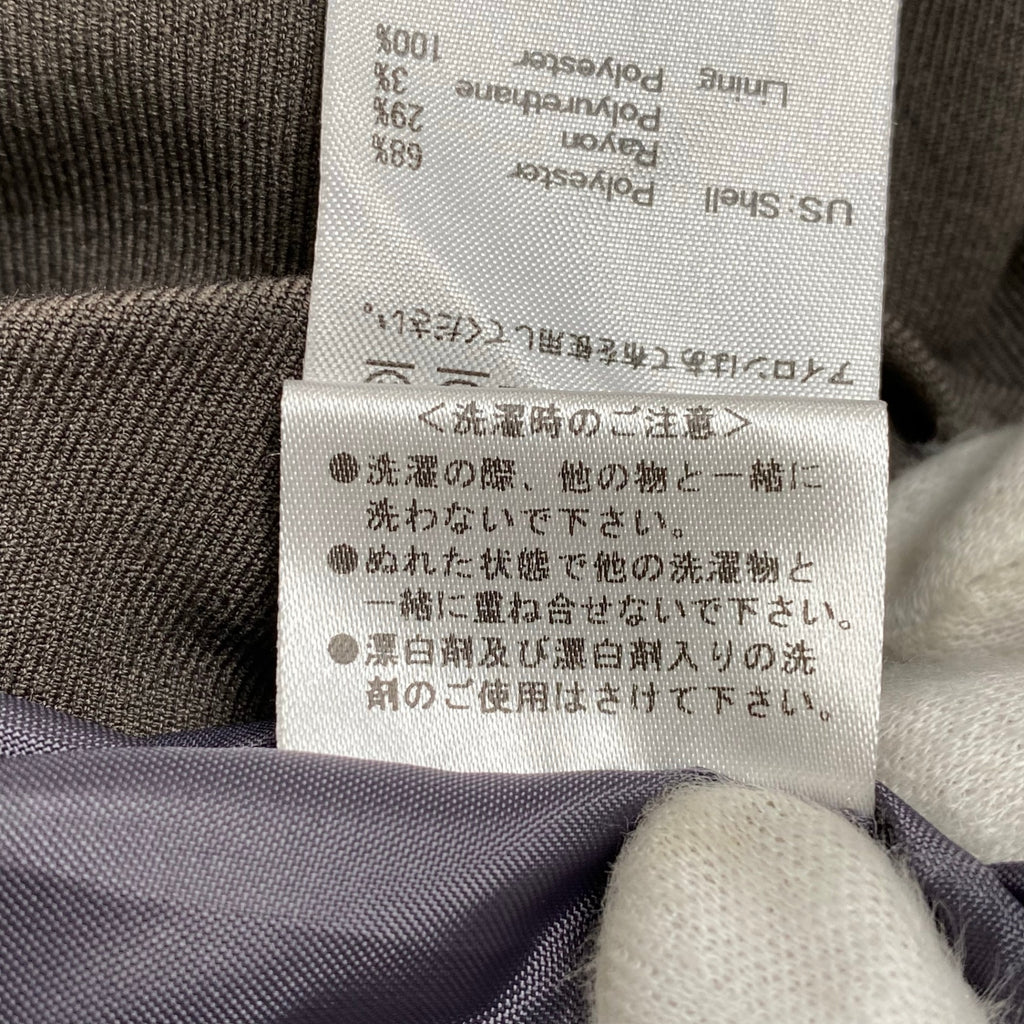 US: Shell Polyester 68%
Rayon 29%
Polyurethane 3%
Lining Polyester 100%
アイロンはあて布を使用してください。
<洗濯時のご注意>
●洗濯の際、他の物と一緒に
洗わないで下さい。
●ぬれた状態で他の洗濯物と
一緒に重ね合せないで下さい。
●漂白剤及び漂白剤入りの洗
剤のご使用はさけて下さい。